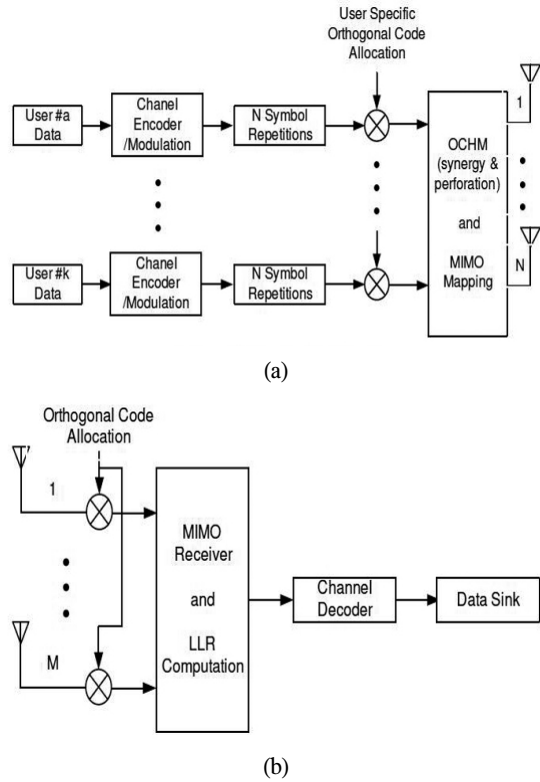 User Specific
Orthogonal Code
Allocation
User #a
Data
Chanel
Encoder
/Modulation
N Symbol
Repetitions
1
OCHM
(synergy &
perforation)
and
MIMO
Mapping
User #k
Data
Chanel
Encoder
/Modulation
N Symbol
Repetitions
N
(a)
Orthogonal Code
Allocation
1
MIMO
Receiver
and
LLR
Computation
Channel
Decoder
Data Sink
M
(b)